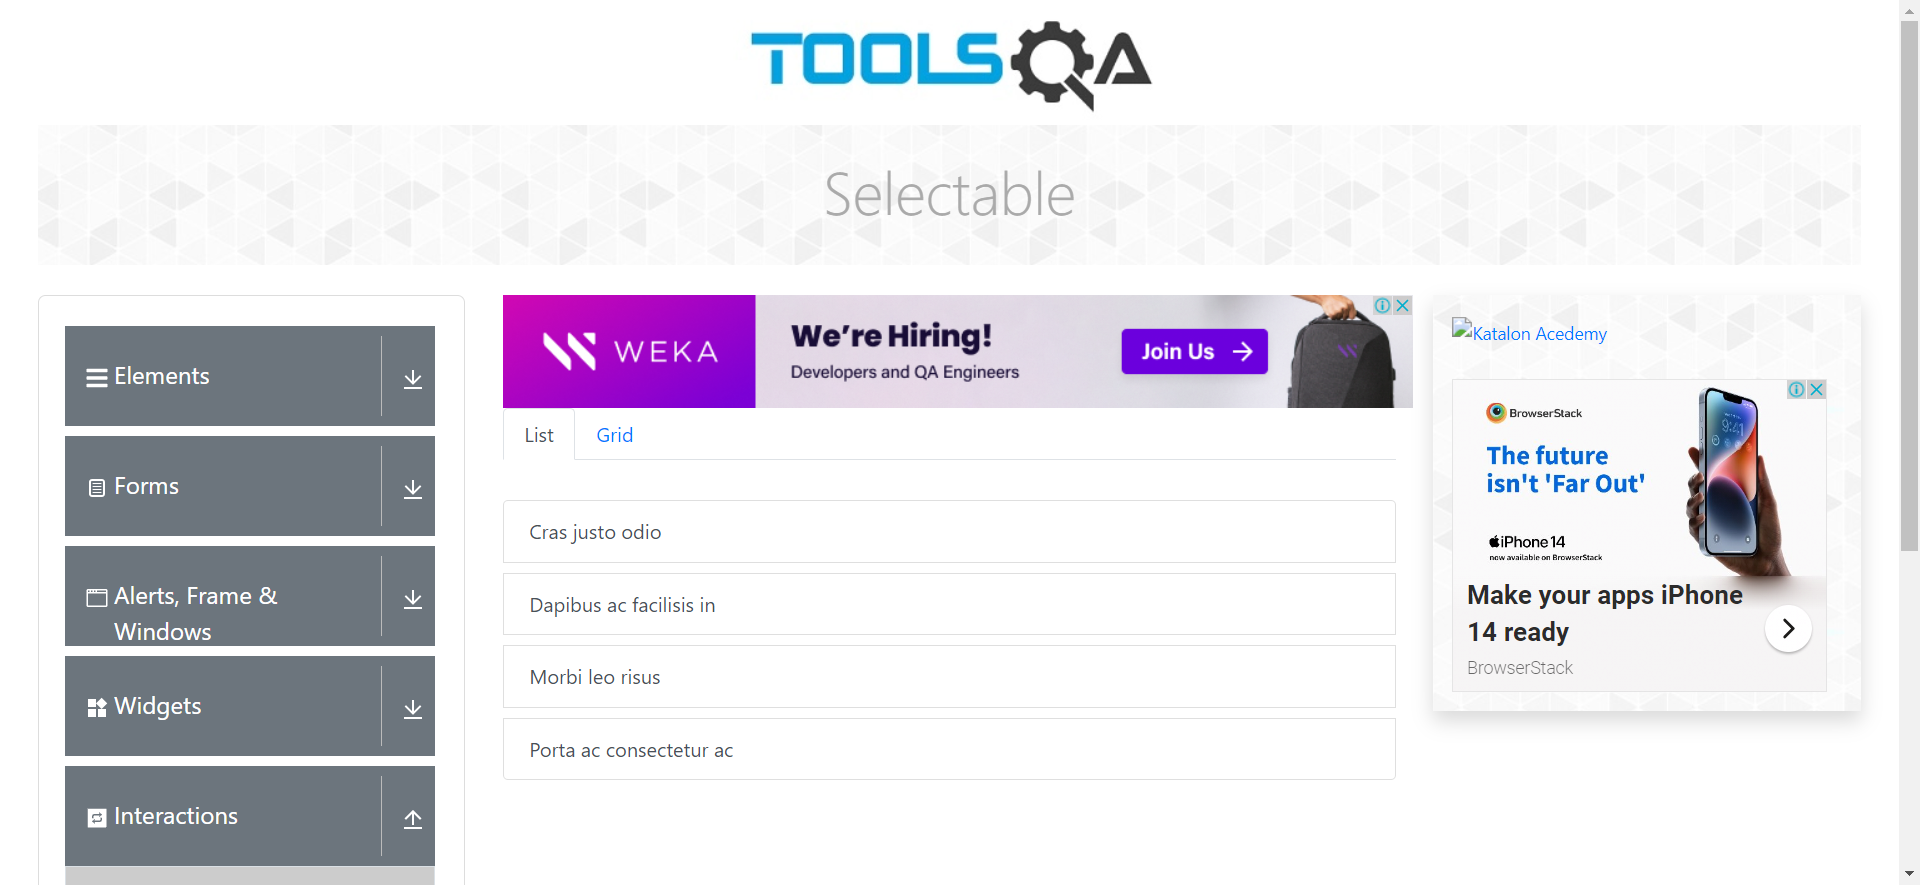 TOOLSQA
Selectable
Elements
Forms
Alerts, Frame &
Windows
Widgets
Interactions
WEKA
We're Hiring!
Developers and QA Engineers
Join Us
List
Grid
Cras justo odio
Dapibus ac facilisis in
Morbi leo risus
Porta ac consectetur ac
Katalon Acedemy
BrowserStack
The future
isn't 'Far Out'
iPhone 14
now available on BrowserStack
9:41
Make your apps iPhone
14 ready
BrowserStack